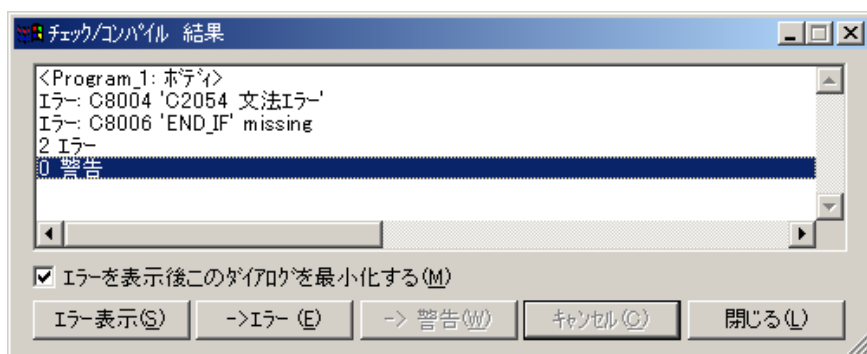 ﾁｪｯｸ/ｺﾝﾊﾟｲﾙ 結果
<Program_1: ﾎﾞﾃﾞｨ>
ｴﾗｰ: C8004 'C2054 文法ｴﾗｰ'
ｴﾗｰ: C8006 'END_IF' missing
2 ｴﾗｰ
0 警告
ｴﾗｰを表示後このﾀﾞｲｱﾛｸﾞを最小化する(M)
ｴﾗｰ表示(S) ->ｴﾗｰ (E) -> 警告(W) ｷｬﾝｾﾙ(C) 閉じる(L)